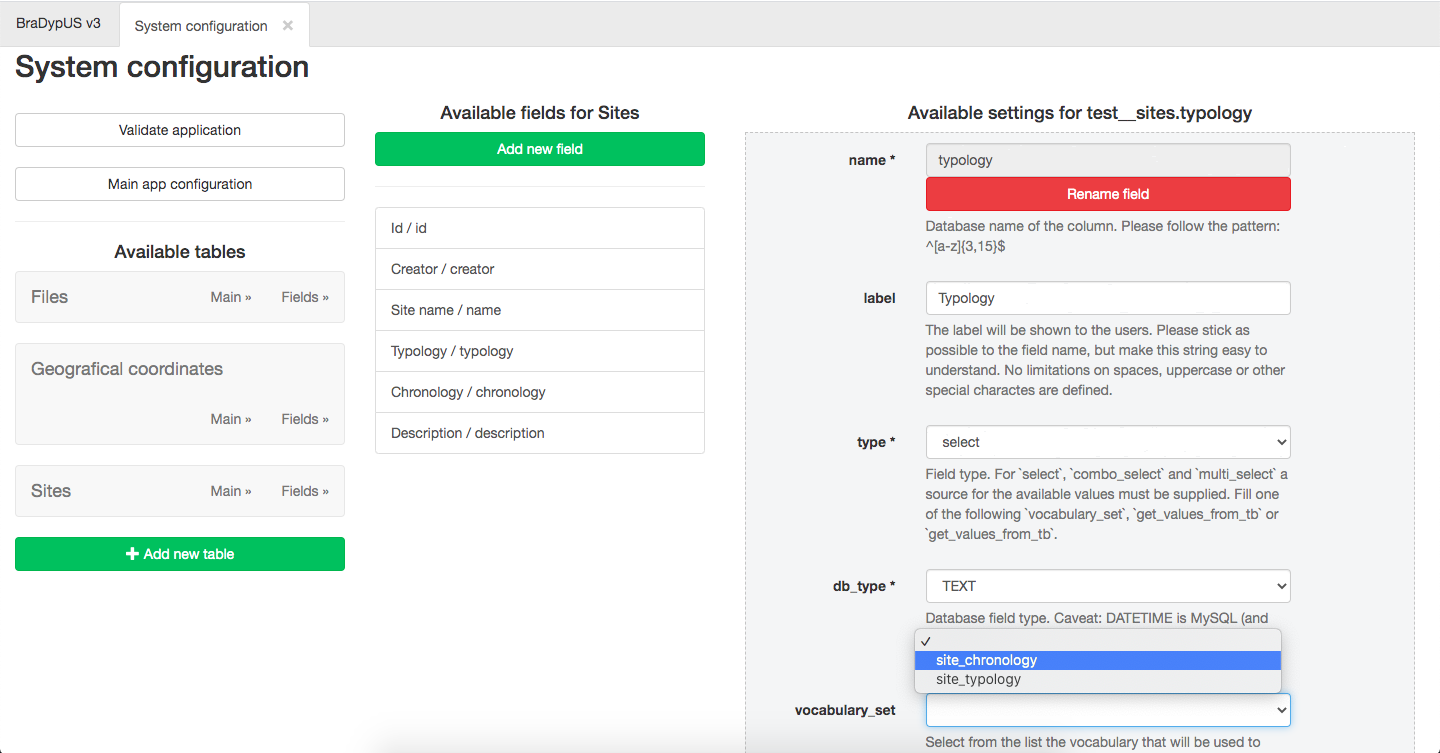 BraDypUS v3
System configuration ×
System configuration
Validate application
Main app configuration
Available tables
Files Main » Fields »
Geografical coordinates
Main » Fields »
Sites Main » Fields »
Add new table
Available fields for Sites
Add new field
Id / id
Creator / creator
Site name / name
Typology / typology
Chronology / chronology
Description / description
Available settings for test__sites.typology
name * typology
Rename field
Database name of the column. Please follow the pattern:
^[a-z]{3,15}$
label Typology
The label will be shown to the users. Please stick as
possible to the field name, but make this string easy to
understand. No limitations on spaces, uppercase or other
special charactes are defined.
type * select
Field type. For `select`, `combo_select` and `multi_select` a
source for the available values must be supplied. Fill one
of the following `vocabulary_set`, `get_values_from_tb` or
`get_values_from_tb`.
db_type * TEXT
Database field type. Caveat: DATETIME is MySQL (and
✓
site_chronology
site_typology
vocabulary_set
Select from the list the vocabulary that will be used to